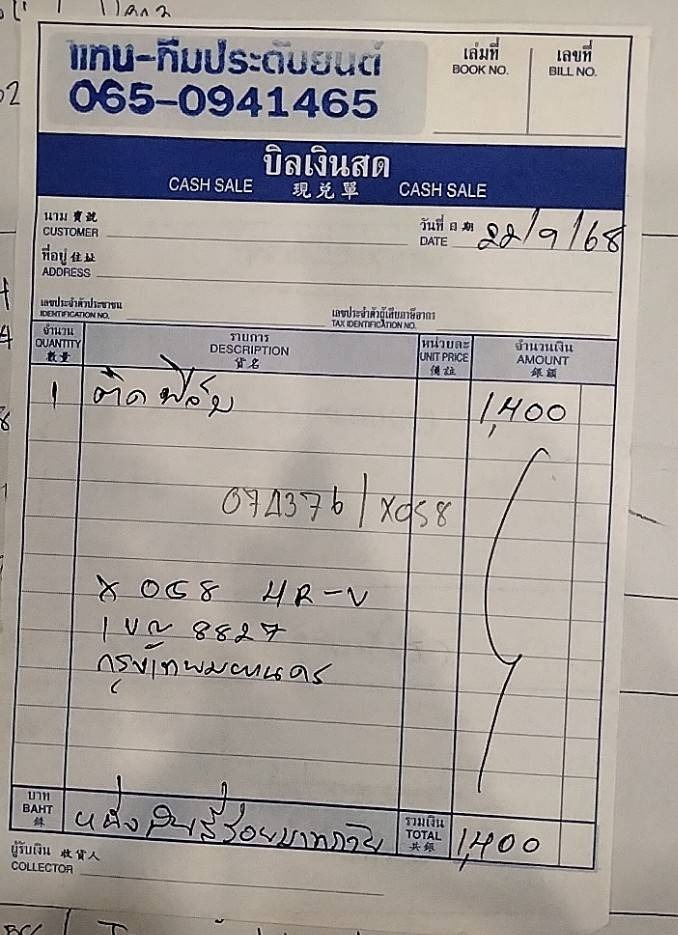 แทน-ทีมประดับยนต์
065-0941465
เล่มที่
BOOK NO.
เลขที่
BILL NO.
บิลเงินสด
CASH SALE 現兌單 CASH SALE
นาม 賣號
CUSTOMER
วันที่ 日期
DATE 22/9/68
ที่อยู่ 住址
ADDRESS
เลขประจำตัวประชาชน
IDENTIFICATION NO.
เลขประจำตัวผู้เสียภาษีอากร
TAX IDENTIFICATION NO.
จำนวน
QUANTITY
數量
รายการ
DESCRIPTION
貨名
หน่วยละ
UNIT PRICE
價註
จำนวนเงิน
AMOUNT
銀額
1 ติดฟิล์ม 1,400
071376/X058
X058 HR-V
8827
กรุงเทพมหานคร
บาท
BAHT
銖
หนึ่งพันสี่ร้อยบาทถ้วน
รวมเงิน
TOTAL
共銀
1,400
ผู้รับเงิน 收貨人
COLLECTOR